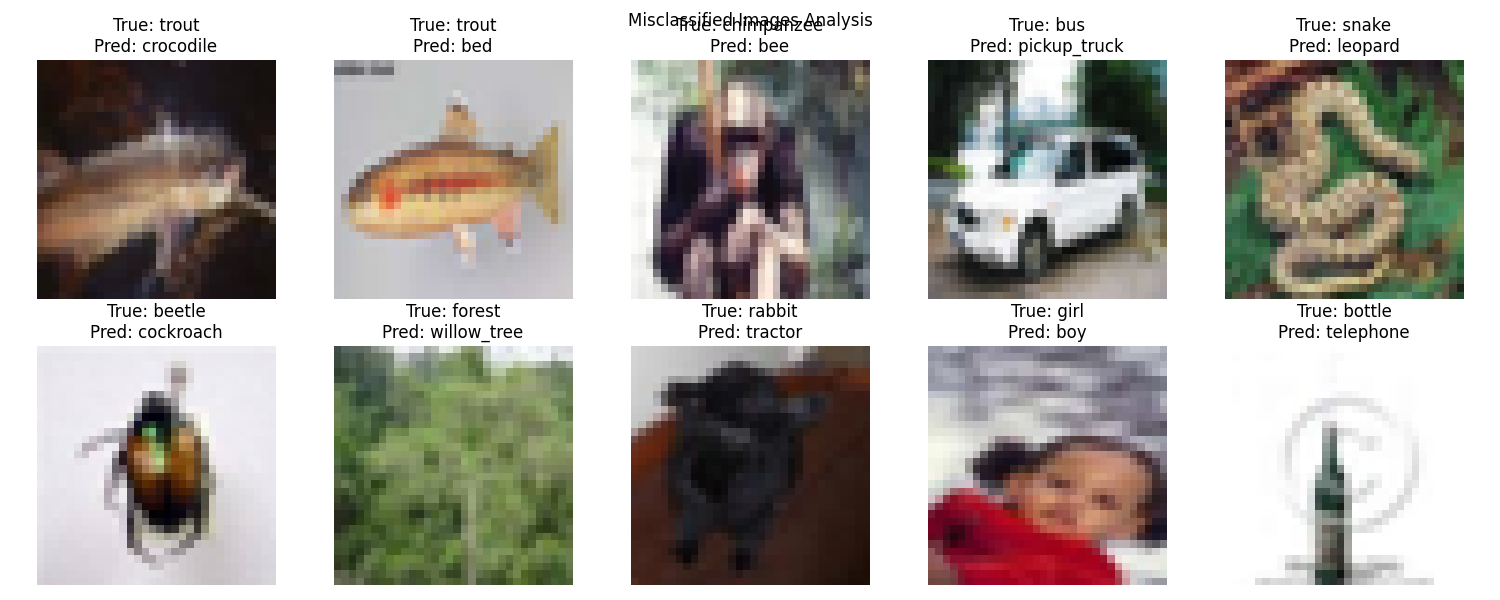 Misclassified Images Analysis
True: trout
Pred: crocodile
True: trout
Pred: bed
True: chimpanzee
Pred: bee
True: bus
Pred: pickup_truck
True: snake
Pred: leopard
True: beetle
Pred: cockroach
True: forest
Pred: willow_tree
True: rabbit
Pred: tractor
True: girl
Pred: boy
True: bottle
Pred: telephone